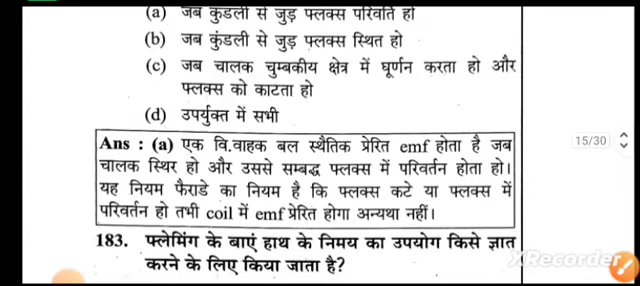 (a) जब कुंडली से जुड़ फ्लक्स परिवर्ति हो
(b) जब कुंडली से जुड़ फ्लक्स स्थित हो
(c) जब चालक चुम्बकीय क्षेत्र में घूर्णन करता हो और
फ्लक्स को काटता हो
(d) उपर्युक्त में सभी
Ans : (a) एक वि.वाहक बल स्थैतिक प्रेरित emf होता है जब
चालक स्थिर हो और उससे सम्बद्ध फ्लक्स में परिवर्तन होता हो।
यह नियम फैराडे का नियम है कि फ्लक्स कटे या फ्लक्स में
परिवर्तन हो तभी coil में emf प्रेरित होगा अन्यथा नहीं।
15/30
183. फ्लेमिंग के बाएं हाथ के निमय का उपयोग किसे ज्ञात
करने के लिए किया जाता है?
XRecorder